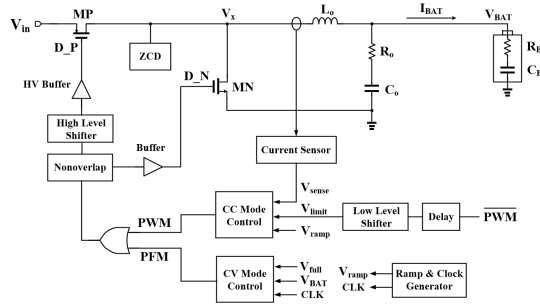 V_in
MP
D_P
ZCD
V_x
L_o
I_BAT
V_BAT
R_o
C_o
HV Buffer
D_N
MN
High Level
Shifter
Buffer
Nonoverlap
Current Sensor
V_sense
PWM
CC Mode
Control
V_limit
Low Level
Shifter
Delay
PWM
V_ramp
PFM
CV Mode
Control
V_full
V_BAT
CLK
V_ramp
CLK
Ramp & Clock
Generator